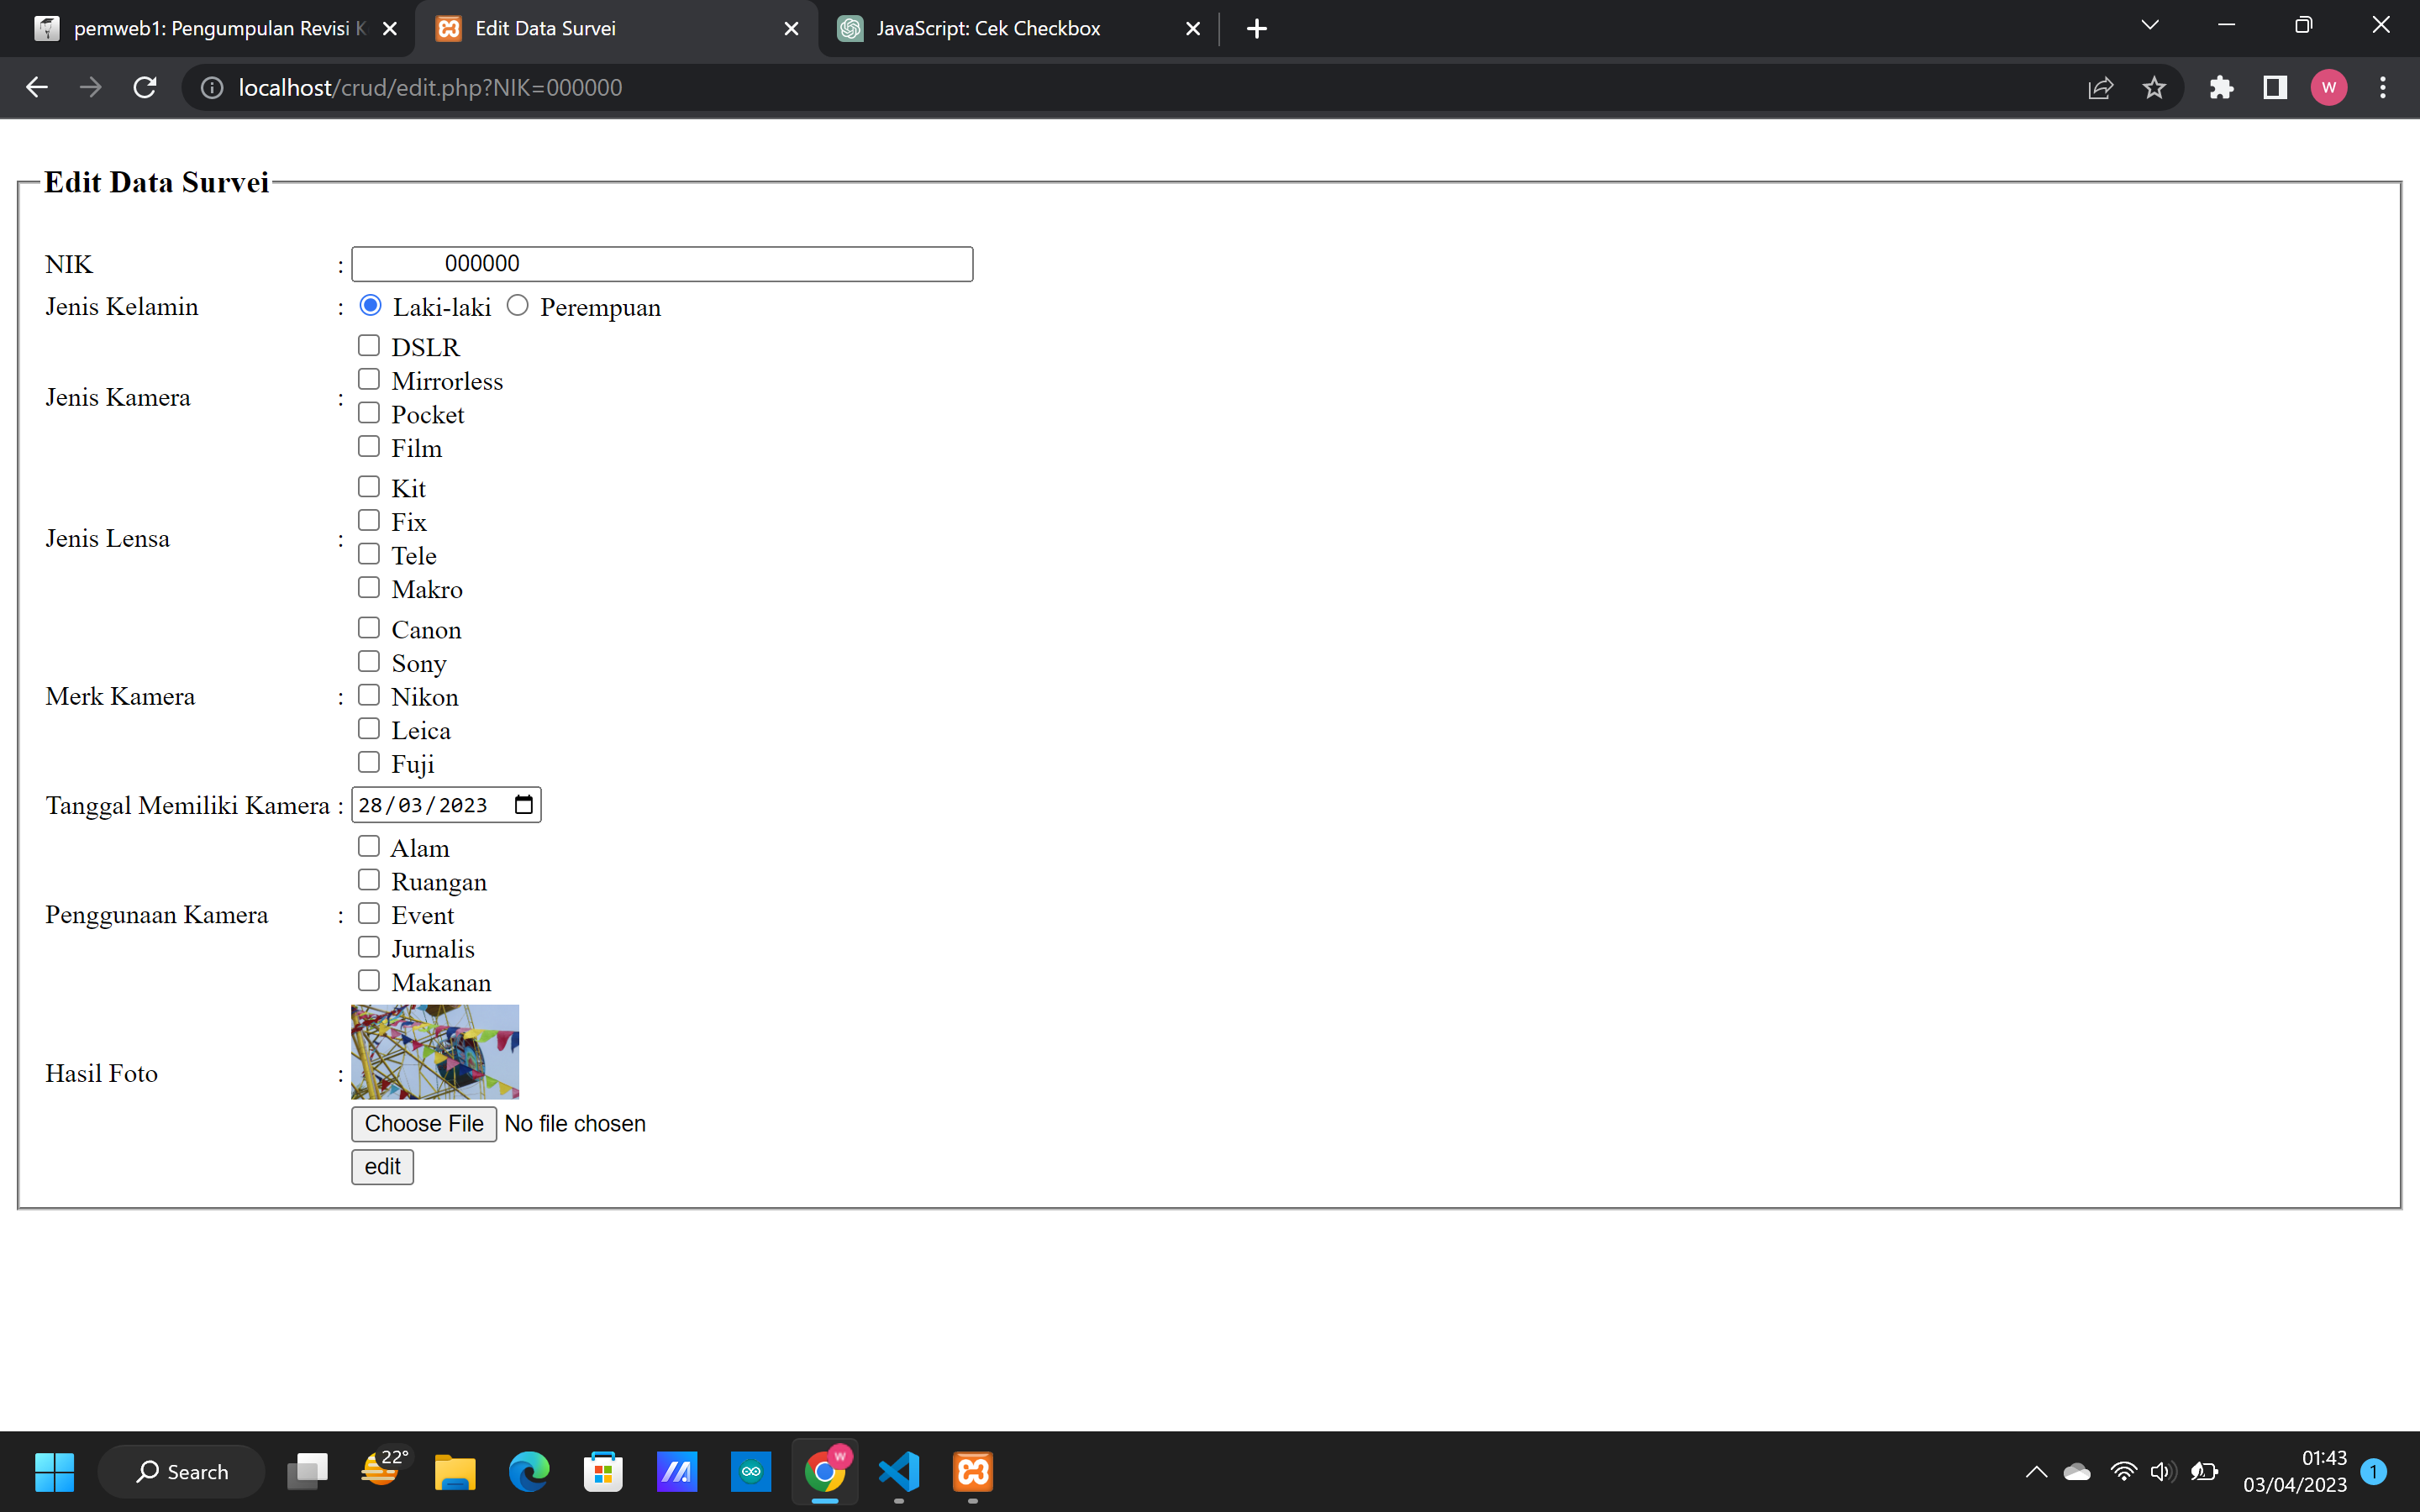 pemweb1: Pengumpulan Revisi K
Edit Data Survei
JavaScript: Cek Checkbox
localhost/crud/edit.php?NIK=000000
W
Edit Data Survei
NIK : 000000
Jenis Kelamin : Laki-laki Perempuan
Jenis Kamera :
DSLR
Mirrorless
Pocket
Film
Jenis Lensa :
Kit
Fix
Tele
Makro
Merk Kamera :
Canon
Sony
Nikon
Leica
Fuji
Tanggal Memiliki Kamera : 28/03/2023
Penggunaan Kamera :
Alam
Ruangan
Event
Jurnalis
Makanan
Hasil Foto :
Choose File No file chosen
edit
Search
22°
W
01:43
03/04/2023
1